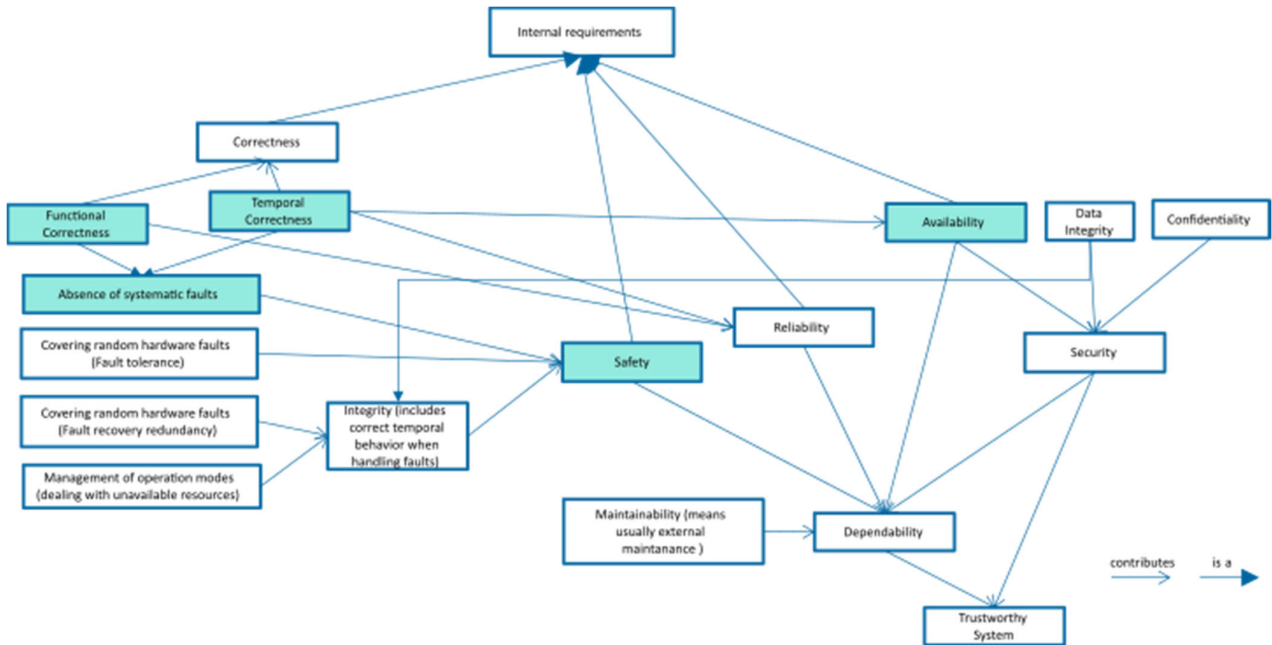 Internal requirements
Correctness
Functional
Correctness
Temporal
Correctness
Availability
Data
Integrity
Confidentiality
Absence of systematic faults
Reliability
Covering random hardware faults
(Fault tolerance)
Safety
Security
Covering random hardware faults
(Fault recovery redundancy)
Integrity (includes
correct temporal
behavior when
handling faults)
Management of operation modes
(dealing with unavailable resources)
Maintainability (means
usually external
maintanance )
Dependability
contributes
is a
Trustworthy
System